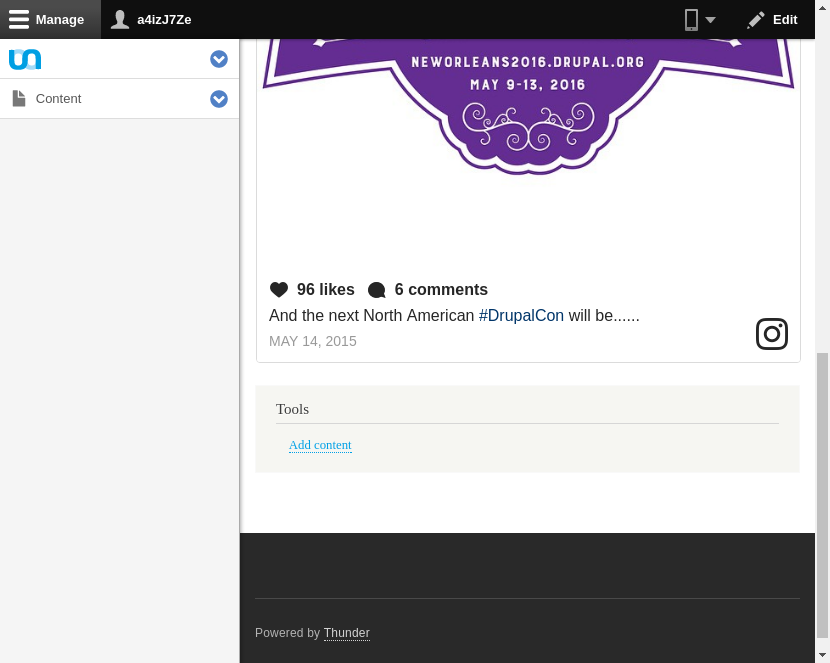 Manage
a4izJ7Ze
Edit
Content
NEWORLEANS2016.DRUPAL.ORG
MAY 9-13, 2016
96 likes 6 comments
And the next North American #DrupalCon will be......
MAY 14, 2015
Tools
Add content
Powered by Thunder